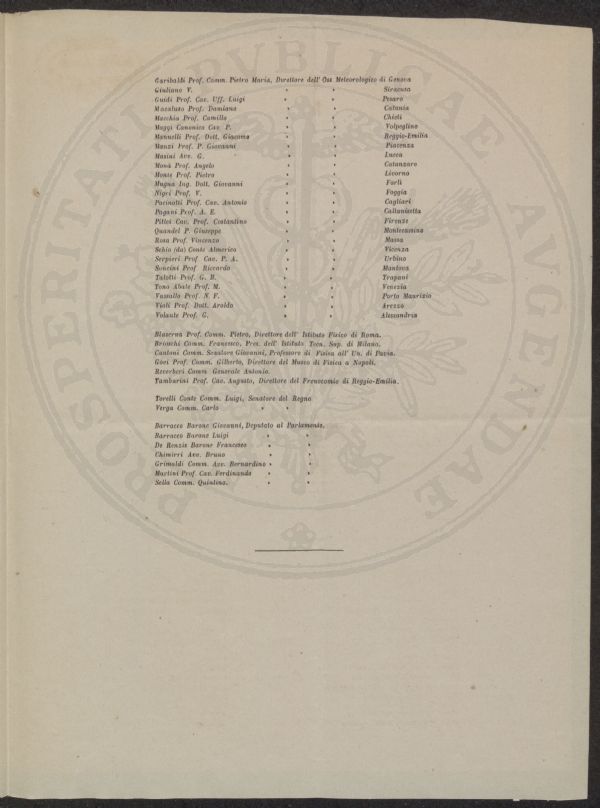 Garibaldi Prof. Comm. Pietro Maria, Direttore dell' Oss Meteorologico di Genova
Giuliano V. » » Siracusa
Guidi Prof. Cav. Uff. Luigi » » Pesaro
Macaluso Prof. Damiano » » Catania
Macchia Prof. Camillo » » Chieti
Maggi Canonico Cav. P. » » Volpeglino
Mannelli Prof. Dott. Giacomo » » Reggio-Emilia
Manzi Prof. P. Giovanni » » Piacenza
Masini Avv. G. » » Lucca
Monà Prof. Angelo » » Catanzaro
Monte Prof. Pietro » » Livorno
Mugna Ing. Dott. Giovanni » » Forlì
Nigri Prof. V. » » Foggia
Pacinotti Prof. Cav. Antonio » » Cagliari
Pagani Prof. A. E. » » Caltanisetta
Pittei Cav. Prof. Costantino » » Firenze
Quandel P. Giuseppe » » Montecassino
Rosa Prof. Vincenzo » » Massa
Schio (da) Conte Almerico » » Vicenza
Serpieri Prof Cav. P. A. » » Urbino
Soncini Prof Riccardo » » Mantova
Talotti Prof. G. B. » » Trapani
Tono Abate Prof. M. » » Venezia
Vassallo Prof. N. F. » » Porto Maurizio
Violi Prof. Dott. Araldo » » Arezzo
Volante Prof. G. » » Alessandria
Blaserna Prof. Comm. Pietro, Direttore dell' Istituto Fisico di Roma.
Brioschi Comm. Francesco, Pres. dell' Istituto Tecn. Sup. di Milano.
Cantoni Comm. Senatore Giovanni, Professore di Fisica all' Un. di Pavia.
Govi Prof. Comm. Gilberto, Direttore del Museo di Fisica a Napoli.
Reverberi Comm Generale Antonio.
Tamburini Prof. Cav. Augusto, Direttore del Frenocomio di Reggio-Emilia.
Torelli Conte Comm. Luigi, Senatore del Regno
Verga Comm. Carlo » »
Barracco Barone Giovanni, Deputato al Parlamento.
Barracco Barone Luigi » »
De Renzis Barone Francesco » »
Chimirri Avv. Bruno » »
Grimaldi Comm. Avv. Bernardino » »
Martini Prof. Cav. Ferdinando » »
Sella Comm. Quintino. » »
PROSPERITATI PVBLICAE AVGENDAE